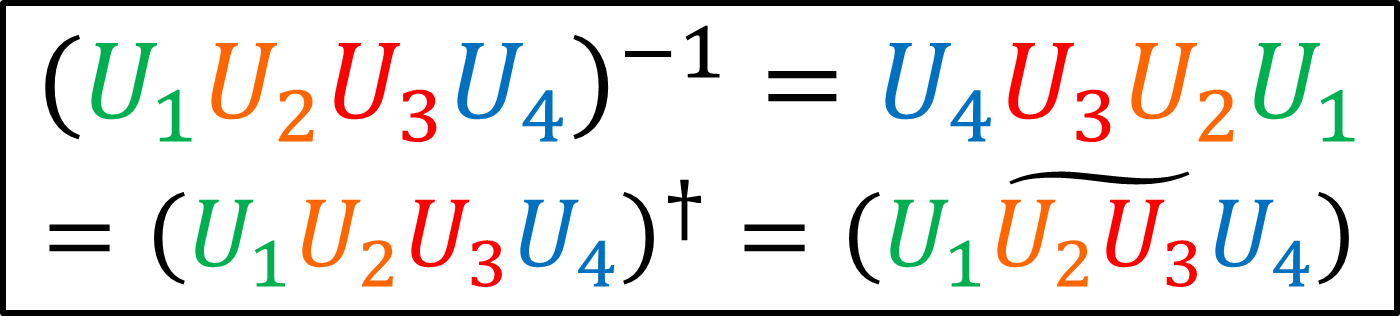 (U₁U₂U₃U₄)⁻¹ = U₄U₃U₂U₁
= (U₁U₂U₃U₄)† = (U₁U₂U₃U₄)~